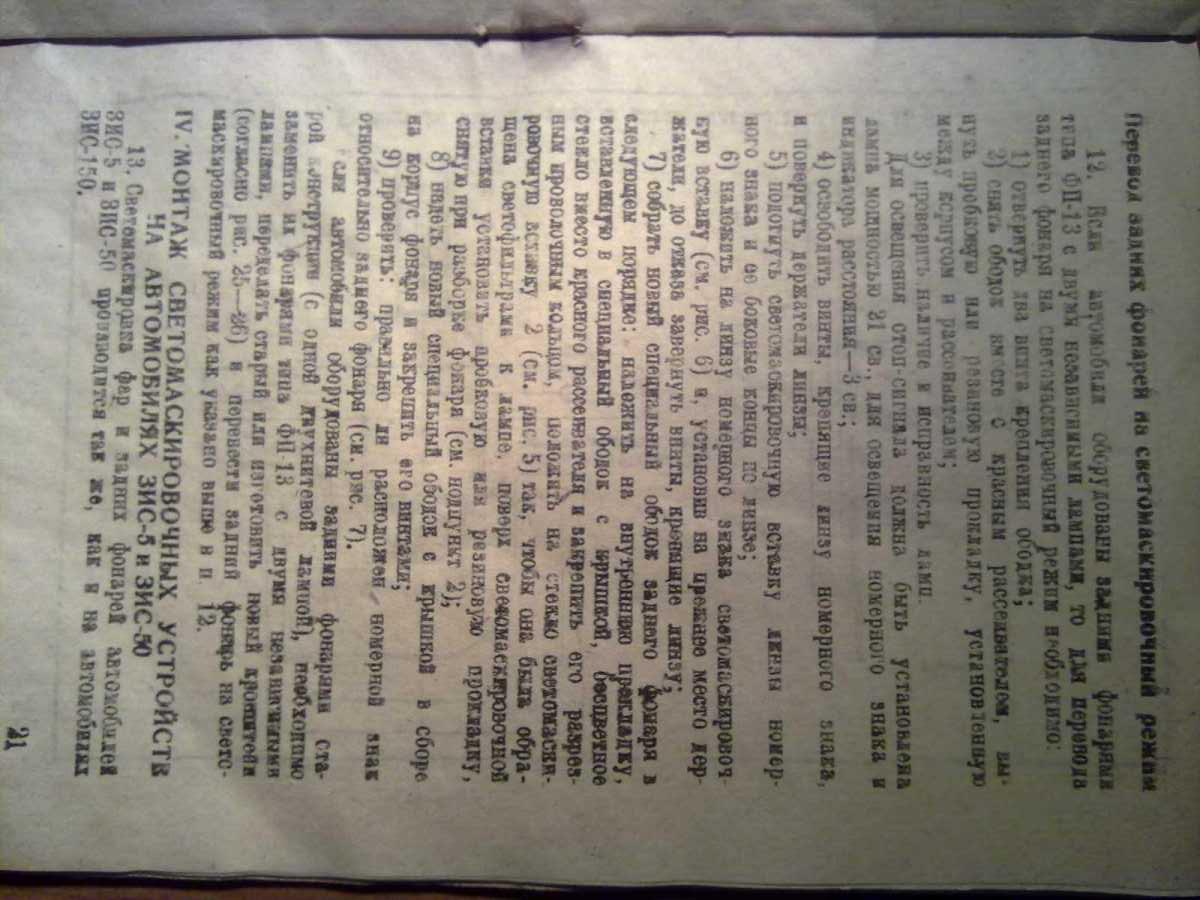 Перевод задних фонарей на светомаскировочный режим
12. Если автомобили оборудованы задними фонарями
типа ФП-13 с двумя независимыми лампами, то для перевода
заднего фонаря на светомаскировочный режим необходимо:
1) отвернуть два винта крепления ободка;
2) снять ободок вместе с красным рассеивателем, вы-
нуть пробковую или резиновую прокладку, установленную
между корпусом и рассеивателем;
3) проверить наличие и исправность ламп.
Для освещения стоп-сигнала должна быть установлена
лампа мощностью 21 св., для освещения номерного знака и
индикатора расстояния—3 св.;
4) освободить винты, крепящие линзу номерного знака,
и повернуть держатели линзы;
5) подогнуть светомаскировочную вставку линзы номер-
ного знака и ее боковые концы по линзе;
6) наложить на линзу номерного знака светомаскировоч-
ную вставку (см. рис. 6) и, установив на прежнее место дер-
жатели, до отказа завернуть винты, крепящие линзу;
7) собрать новый специальный ободок заднего фонаря в
следующем порядке: наложить на внутреннюю прокладку,
вставленную в специальный ободок с крышкой, бесцветное
стекло вместо красного рассеивателя и закрепить его разрез-
ным проволочным кольцом, положить на стекло светомаски-
ровочную вставку 2 (см. рис. 5) так, чтобы она была обра-
щена светофильтрами к лампе, поверх светомаскировочной
вставки установить пробковую или резиновую прокладку,
снятую при разборке фонаря (см. подпункт 2);
8) надеть новый специальный ободок с крышкой в сборе
на корпус фонаря и закрепить его винтами;
9) проверить: правильно ли расположен номерной знак
относительно заднего фонаря (см. рис. 7).
Если автомобили оборудованы задними фонарями ста-
рой конструкции (с одной двухнитевой лампой), необходимо
заменить их фонарями типа ФП-13 с двумя независимыми
лампами, переделать старый или изготовить новый кронштейн
(согласно рис. 25—26) и перевести задний фонарь на свето-
маскировочный режим как указано выше в п. 12.
IV. МОНТАЖ СВЕТОМАСКИРОВОЧНЫХ УСТРОЙСТВ
НА АВТОМОБИЛЯХ ЗИС-5 и ЗИС-50
13. Светомаскировка фар и задних фонарей автомобилей
ЗИС-5 и ЗИС-50 проводится так же, как и на автомобилях
ЗИС-150.
21